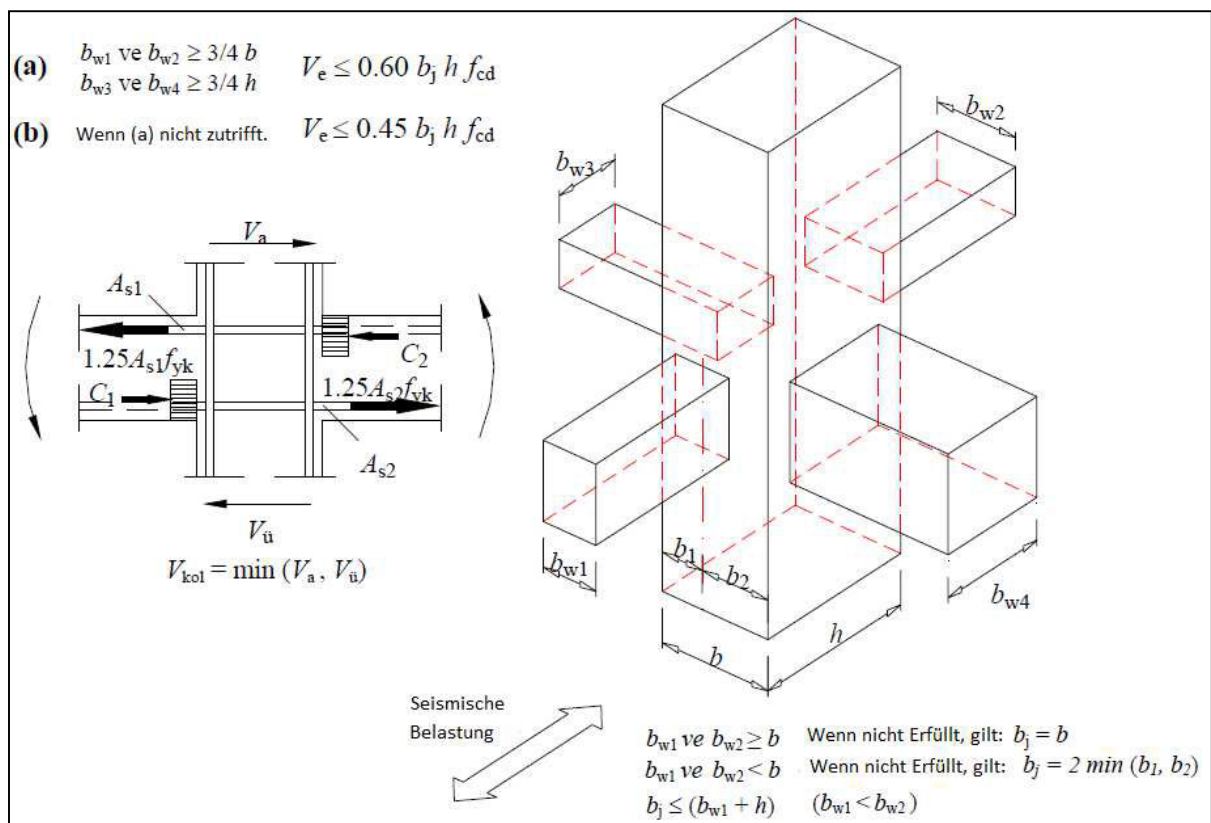 (a) b_w1 ve b_w2 ≥ 3/4 b
b_w3 ve b_w4 ≥ 3/4 h
V_e ≤ 0.60 b_j h f_cd
(b) Wenn (a) nicht zutrifft. V_e ≤ 0.45 b_j h f_cd
V_a
A_s1
1.25A_s1f_yk
C_2
C_1
1.25A_s2f_yk
A_s2
V_ü
V_kol = min (V_a , V_ü)
b_w2
b_w3
b_w1
b_1
b_2
b_w4
b
h
Seismische
Belastung
b_w1 ve b_w2 ≥ b Wenn nicht Erfüllt, gilt: b_j = b
b_w1 ve b_w2 < b Wenn nicht Erfüllt, gilt: b_j = 2 min (b_1, b_2)
b_j ≤ (b_w1 + h) (b_w1 < b_w2)